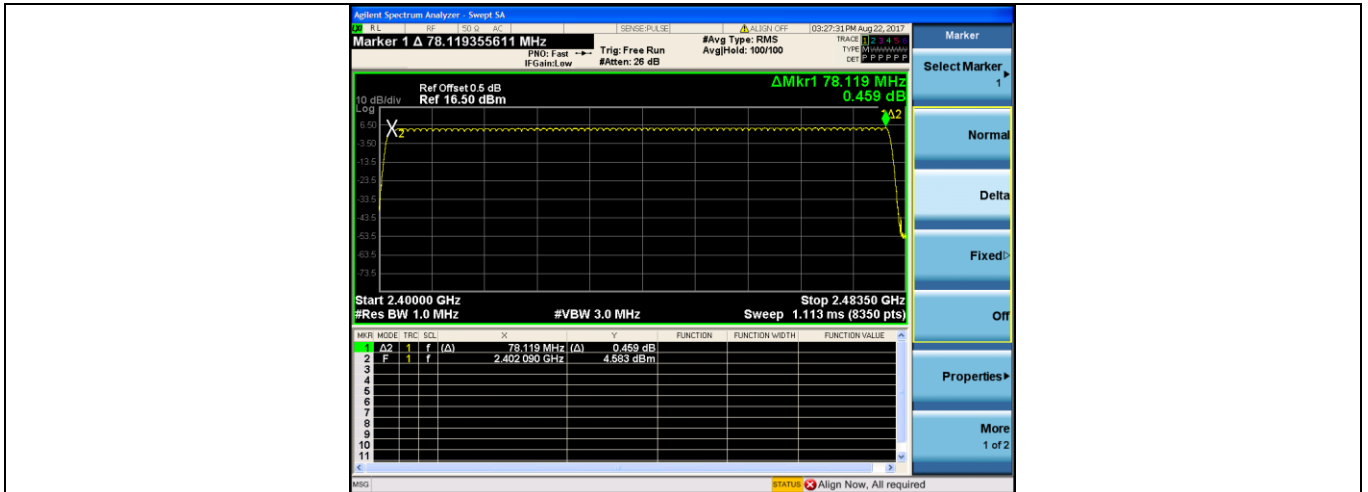 Agilent Spectrum Analyzer - Swept SA
RL RF 50 Ω AC SENSE:PULSE ALIGN OFF 03:27:31 PM Aug 22, 2017
Marker 1 Δ 78.119355611 MHz
PNO: Fast
IFGain:Low
Trig: Free Run
#Atten: 26 dB
#Avg Type: RMS
Avg|Hold: 100/100
TRACE 1 2 3 4 5 6
TYPE M W W W W W
DET P P P P P P
ΔMkr1 78.119 MHz
0.459 dB
Ref Offset 0.5 dB
10 dB/div Ref 16.50 dBm
Log
6.50
-3.50
-13.5
-23.5
-33.5
-43.5
-53.5
-63.5
-73.5
X2
1Δ2
Start 2.40000 GHz Stop 2.48350 GHz
#Res BW 1.0 MHz #VBW 3.0 MHz Sweep 1.113 ms (8350 pts)
MKR MODE TRC SCL X Y FUNCTION FUNCTION WIDTH FUNCTION VALUE
1 Δ2 1 f (Δ) 78.119 MHz (Δ) 0.459 dB
2 F 1 f 2.402 090 GHz 4.583 dBm
3
4
5
6
7
8
9
10
11
MSG STATUS Align Now, All required
Marker
Select Marker
1
Normal
Delta
Fixed
Off
Properties
More
1 of 2